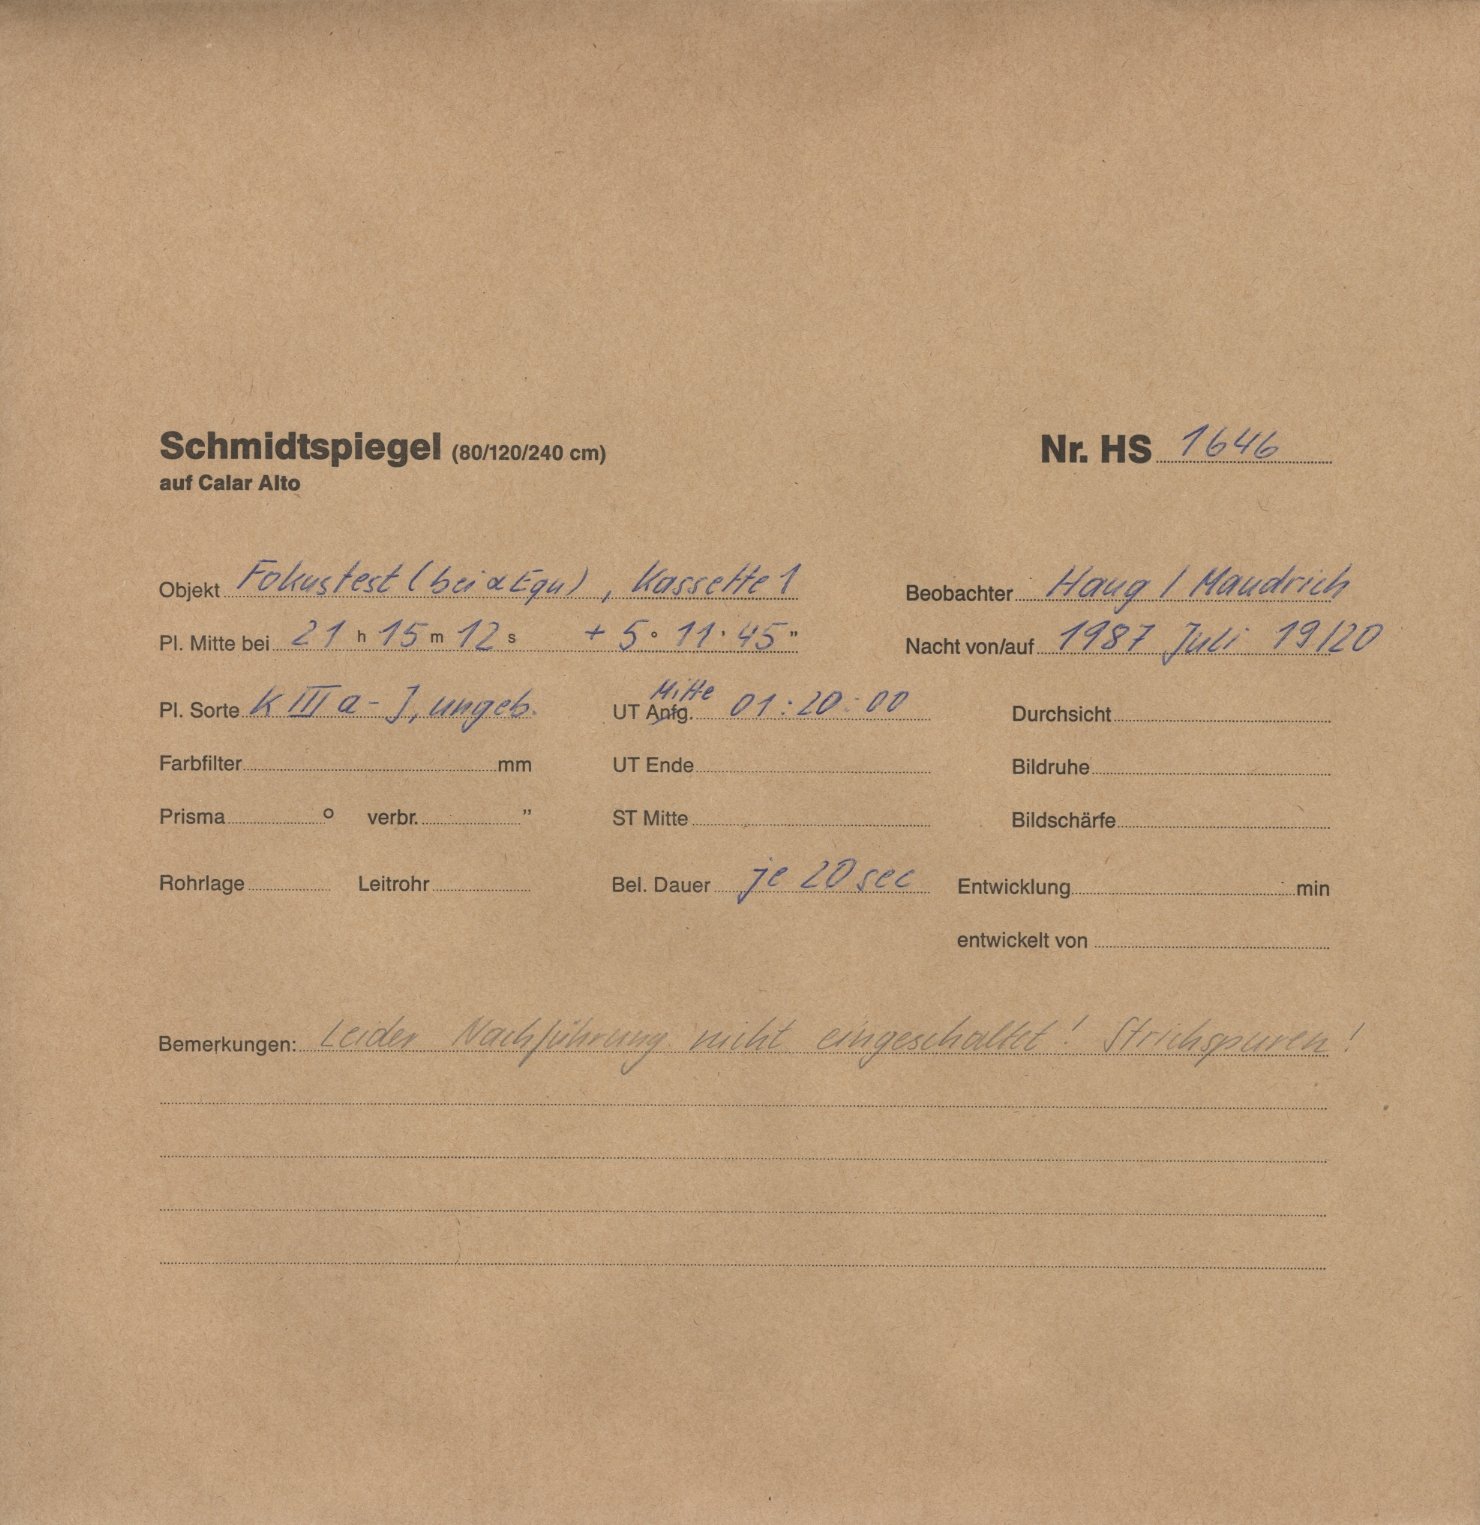 Schmidtspiegel (80/120/240 cm)
auf Calar Alto
Nr. HS 1646
Objekt Fokustest (bei α Equ), Kassette 1
Beobachter Haug / Maudrich
Pl. Mitte bei 21 h 15 m 12 s + 5° 11' 45"
Nacht von/auf 1987 Juli 19/20
Mitte
Pl. Sorte K III a-J, ungeb. UT Anfg. 01:20:00 Durchsicht
Farbfilter mm UT Ende Bildruhe
Prisma ° verbr. " ST Mitte Bildschärfe
Rohrlage Leitrohr Bel. Dauer je 20 sec Entwicklung min
entwickelt von
Bemerkungen: Leider Nachführung nicht eingeschaltet! Strichspuren!